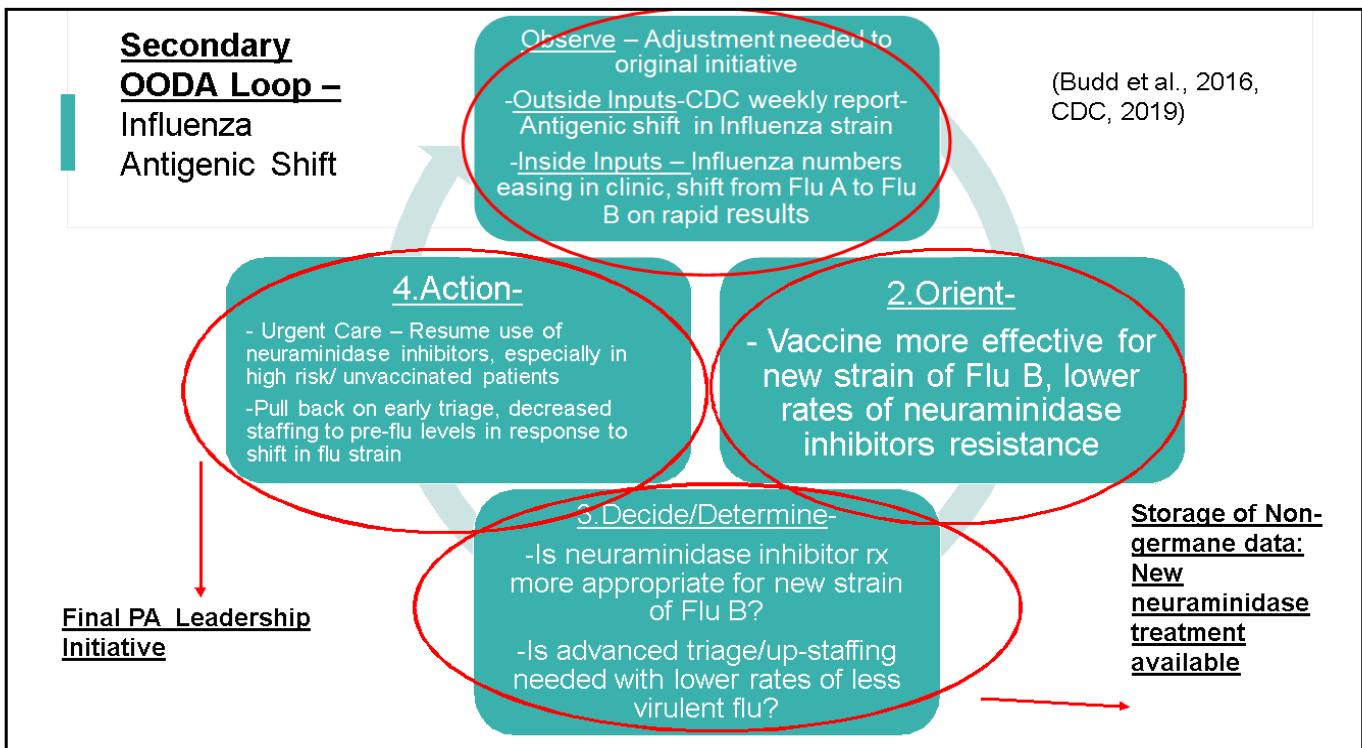 Secondary
OODA Loop –
Influenza
Antigenic Shift
Observe – Adjustment needed to
original initiative
-Outside Inputs-CDC weekly report-
Antigenic shift in Influenza strain
-Inside Inputs – Influenza numbers
easing in clinic, shift from Flu A to Flu
B on rapid results
(Budd et al., 2016,
CDC, 2019)
4.Action-
- Urgent Care – Resume use of
neuraminidase inhibitors, especially in
high risk/ unvaccinated patients
-Pull back on early triage, decreased
staffing to pre-flu levels in response to
shift in flu strain
2.Orient-
- Vaccine more effective for
new strain of Flu B, lower
rates of neuraminidase
inhibitors resistance
3.Decide/Determine-
-Is neuraminidase inhibitor rx
more appropriate for new strain
of Flu B?
-Is advanced triage/up-staffing
needed with lower rates of less
virulent flu?
Final PA Leadership
Initiative
Storage of Non-
germane data:
New
neuraminidase
treatment
available